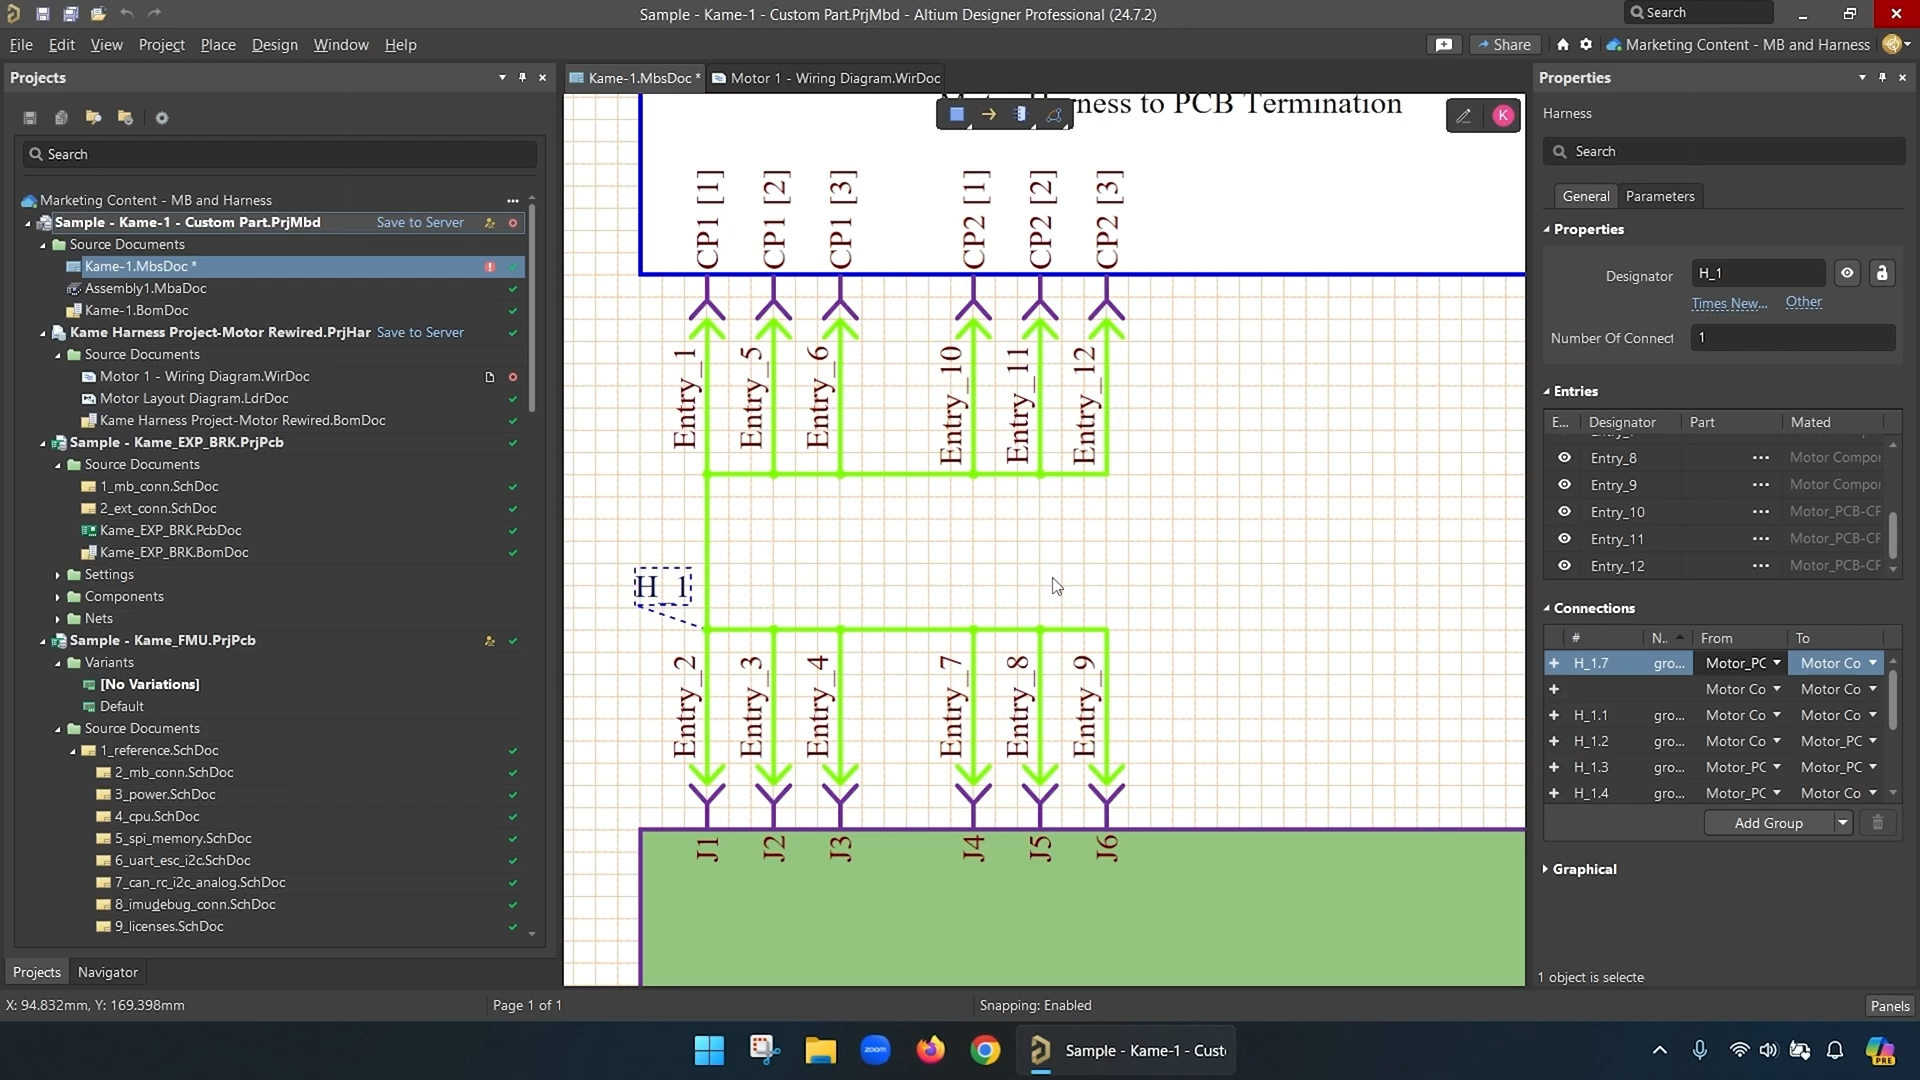 Sample - Kame-1 - Custom Part.PrjMbd - Altium Designer Professional (24.7.2)
Search
File Edit View Project Place Design Window Help
Share
Marketing Content - MB and Harness
Projects
Search
Marketing Content - MB and Harness
Sample - Kame-1 - Custom Part.PrjMbd Save to Server
Source Documents
Kame-1.MbsDoc *
Assembly1.MbaDoc
Kame-1.BomDoc
Kame Harness Project-Motor Rewired.PrjHar Save to Server
Source Documents
Motor 1 - Wiring Diagram.WirDoc
Motor Layout Diagram.LdrDoc
Kame Harness Project-Motor Rewired.BomDoc
Sample - Kame_EXP_BRK.PrjPcb
Source Documents
1_mb_conn.SchDoc
2_ext_conn.SchDoc
Kame_EXP_BRK.PcbDoc
Kame_EXP_BRK.BomDoc
Settings
Components
Nets
Sample - Kame_FMU.PrjPcb
Variants
[No Variations]
Default
Source Documents
1_reference.SchDoc
2_mb_conn.SchDoc
3_power.SchDoc
4_cpu.SchDoc
5_spi_memory.SchDoc
6_uart_esc_i2c.SchDoc
7_can_rc_i2c_analog.SchDoc
8_imudebug_conn.SchDoc
9_licenses.SchDoc
Projects Navigator
Kame-1.MbsDoc * Motor 1 - Wiring Diagram.WirDoc
ness to PCB Termination
K
CP1 [1] CP1 [2] CP1 [3] CP2 [1] CP2 [2] CP2 [3]
Entry_1 Entry_5 Entry_6 Entry_10 Entry_11 Entry_12
H_1
Entry_2 Entry_3 Entry_4 Entry_7 Entry_8 Entry_9
J1 J2 J3 J4 J5 J6
Properties
Harness
Search
General Parameters
Properties
Designator H_1
Times New... Other
Number Of Connect 1
Entries
E... Designator Part Mated
Entry_8 ... Motor Compoi
Entry_9 ... Motor Compoi
Entry_10 ... Motor_PCB-CF
Entry_11 ... Motor_PCB-CF
Entry_12 ... Motor_PCB-CF
Connections
# N.. From To
H_1.7 gro... Motor_PC Motor Co
Motor Co Motor Co
H_1.1 gro... Motor Co Motor Co
H_1.2 gro... Motor Co Motor_PC
H_1.3 gro... Motor_PC Motor_PC
H_1.4 gro... Motor_PC Motor Co
Add Group
Graphical
1 object is selecte
X: 94.832mm, Y: 169.398mm Page 1 of 1 Snapping: Enabled Panels
zoom
Sample - Kame-1 - Cust
PRE